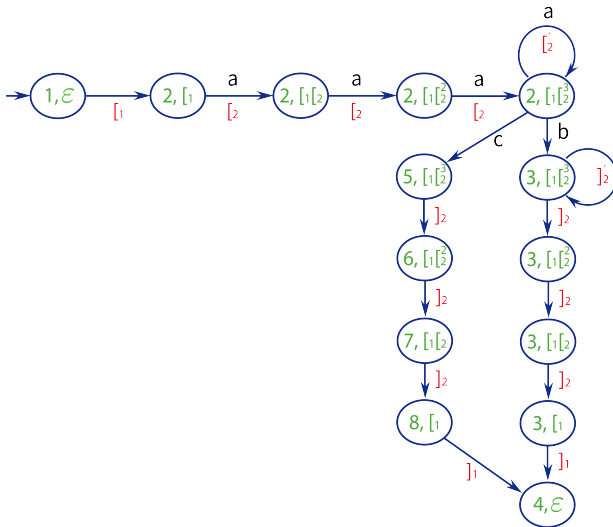 a
[′₂
a a a
1, ε 2, [₁ 2, [₁[₂ 2, [₁[₂² 2, [₁[₂³
[₁ [₂ [₂ [₂
c b
5, [₁[₂³ 3, [₁[₂³ ]′₂
]₂ ]₂
6, [₁[₂² 3, [₁[₂²
]₂ ]₂
7, [₁[₂ 3, [₁[₂
]₂ ]₂
8, [₁ 3, [₁
]₁ ]₁
4, ε